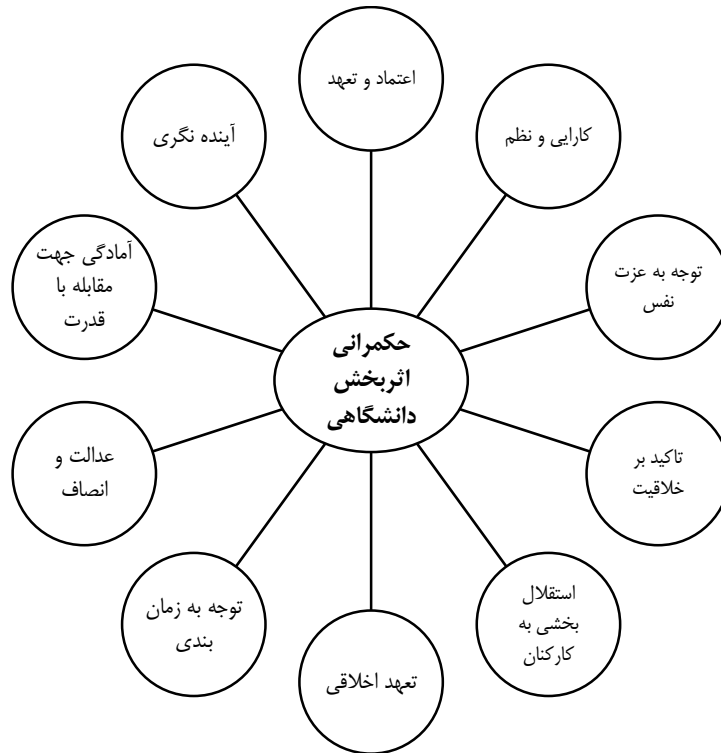 اعتماد و تعهد
کارایی و نظم
توجه به عزت
نفس
تاکید بر
خلاقیت
استقلال
بخشی به
کارکنان
تعهد اخلاقی
توجه به زمان
بندی
عدالت و
انصاف
آمادگی جهت
مقابله با
قدرت
آینده نگری
حکمرانی
اثربخش
دانشگاهی